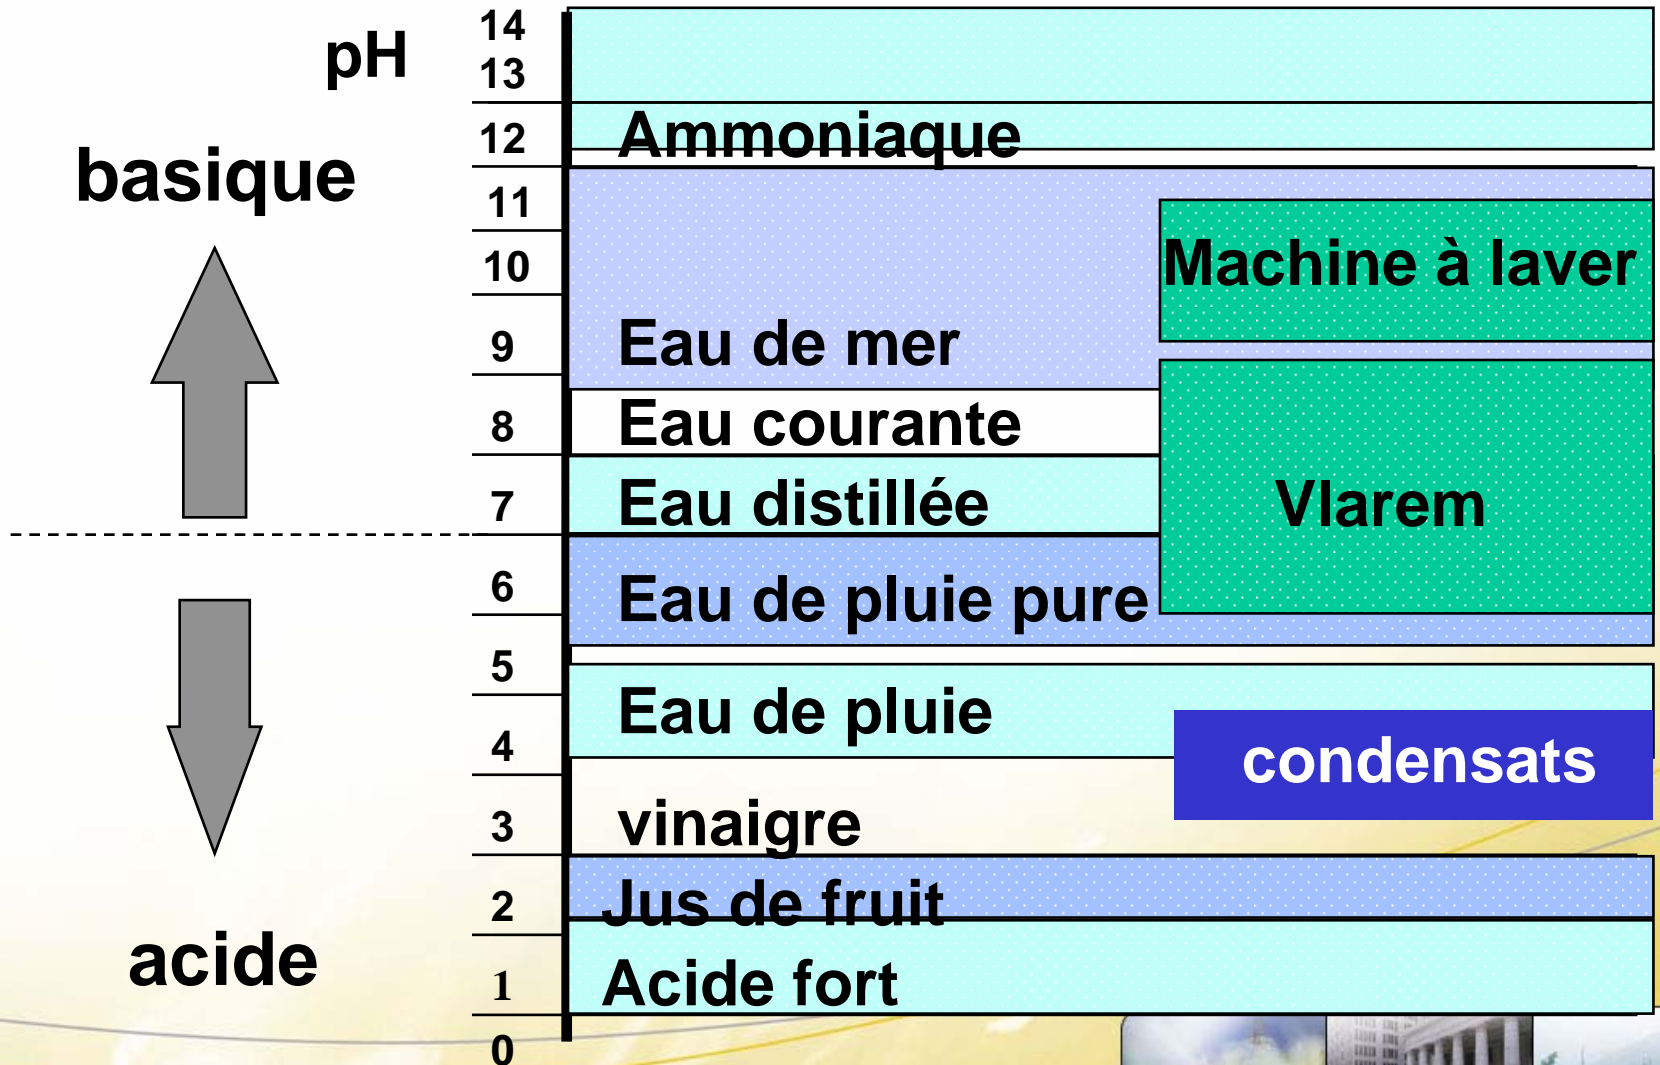 pH
14
13
12 Ammoniaque
basique
11
10 Machine à laver
9 Eau de mer
8 Eau courante
7 Eau distillée Vlarem
6 Eau de pluie pure
5
Eau de pluie
4 condensats
3 vinaigre
2 Jus de fruit
acide
1 Acide fort
0